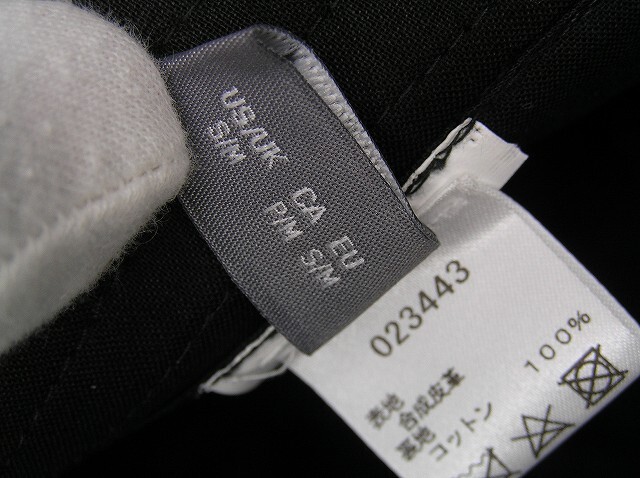 US/UK CA EU
S/M P/M S/M
023443
表地 合成皮革
裏地 コットン 100%